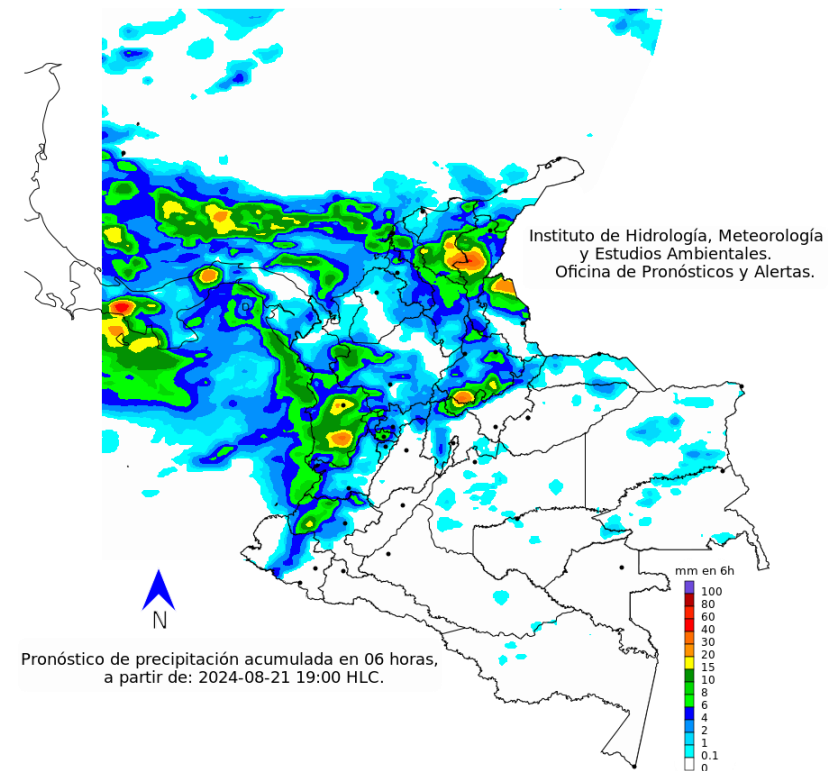 Instituto de Hidrología, Meteorología
y Estudios Ambientales.
Oficina de Pronósticos y Alertas.
mm en 6h
100
80
60
40
30
20
15
10
8
6
4
2
1
0.1
0
N
Pronóstico de precipitación acumulada en 06 horas,
a partir de: 2024-08-21 19:00 HLC.